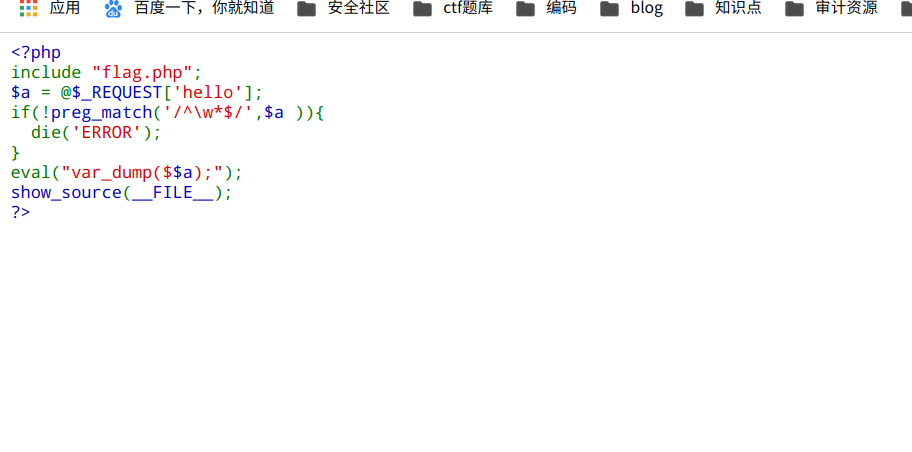 应用 百度一下，你就知道 安全社区 ctf题库 编码 blog 知识点 审计资源
<?php
include "flag.php";
$a = @$_REQUEST['hello'];
if(!preg_match('/^\w*$/',$a )){
  die('ERROR');
}
eval("var_dump($$a);");
show_source(__FILE__);
?>